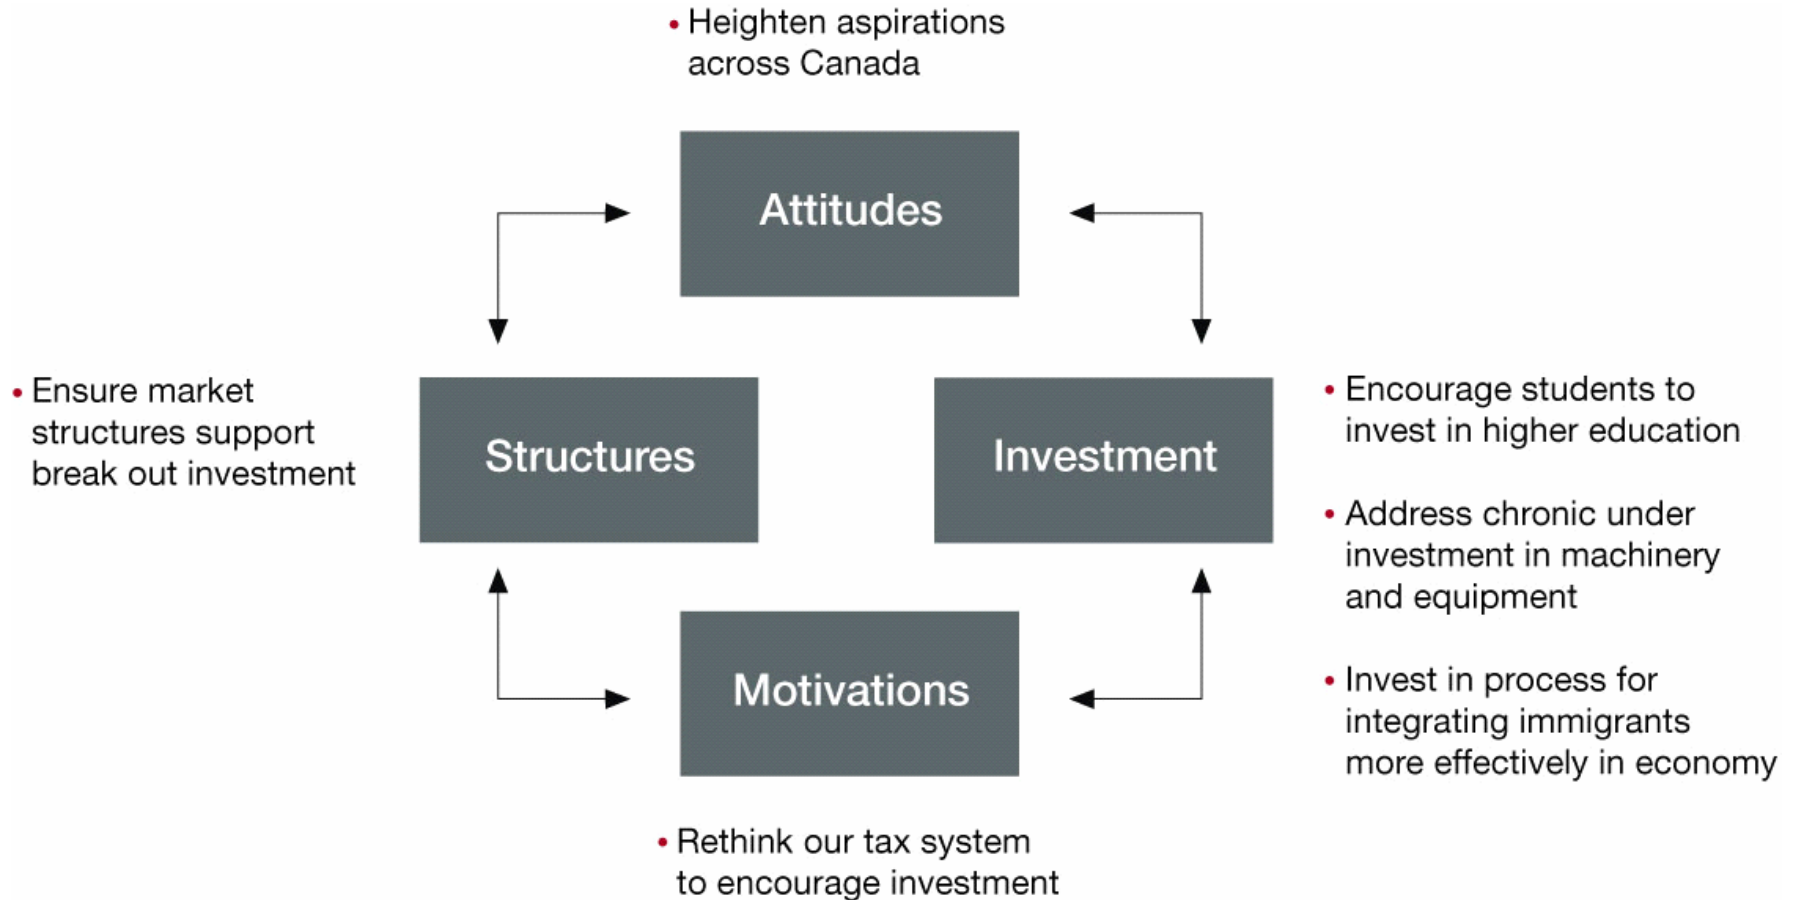 • Heighten aspirations
across Canada
Attitudes
• Ensure market
structures support
break out investment
Structures
Investment
• Encourage students to
invest in higher education
• Address chronic under
investment in machinery
and equipment
• Invest in process for
integrating immigrants
more effectively in economy
Motivations
• Rethink our tax system
to encourage investment